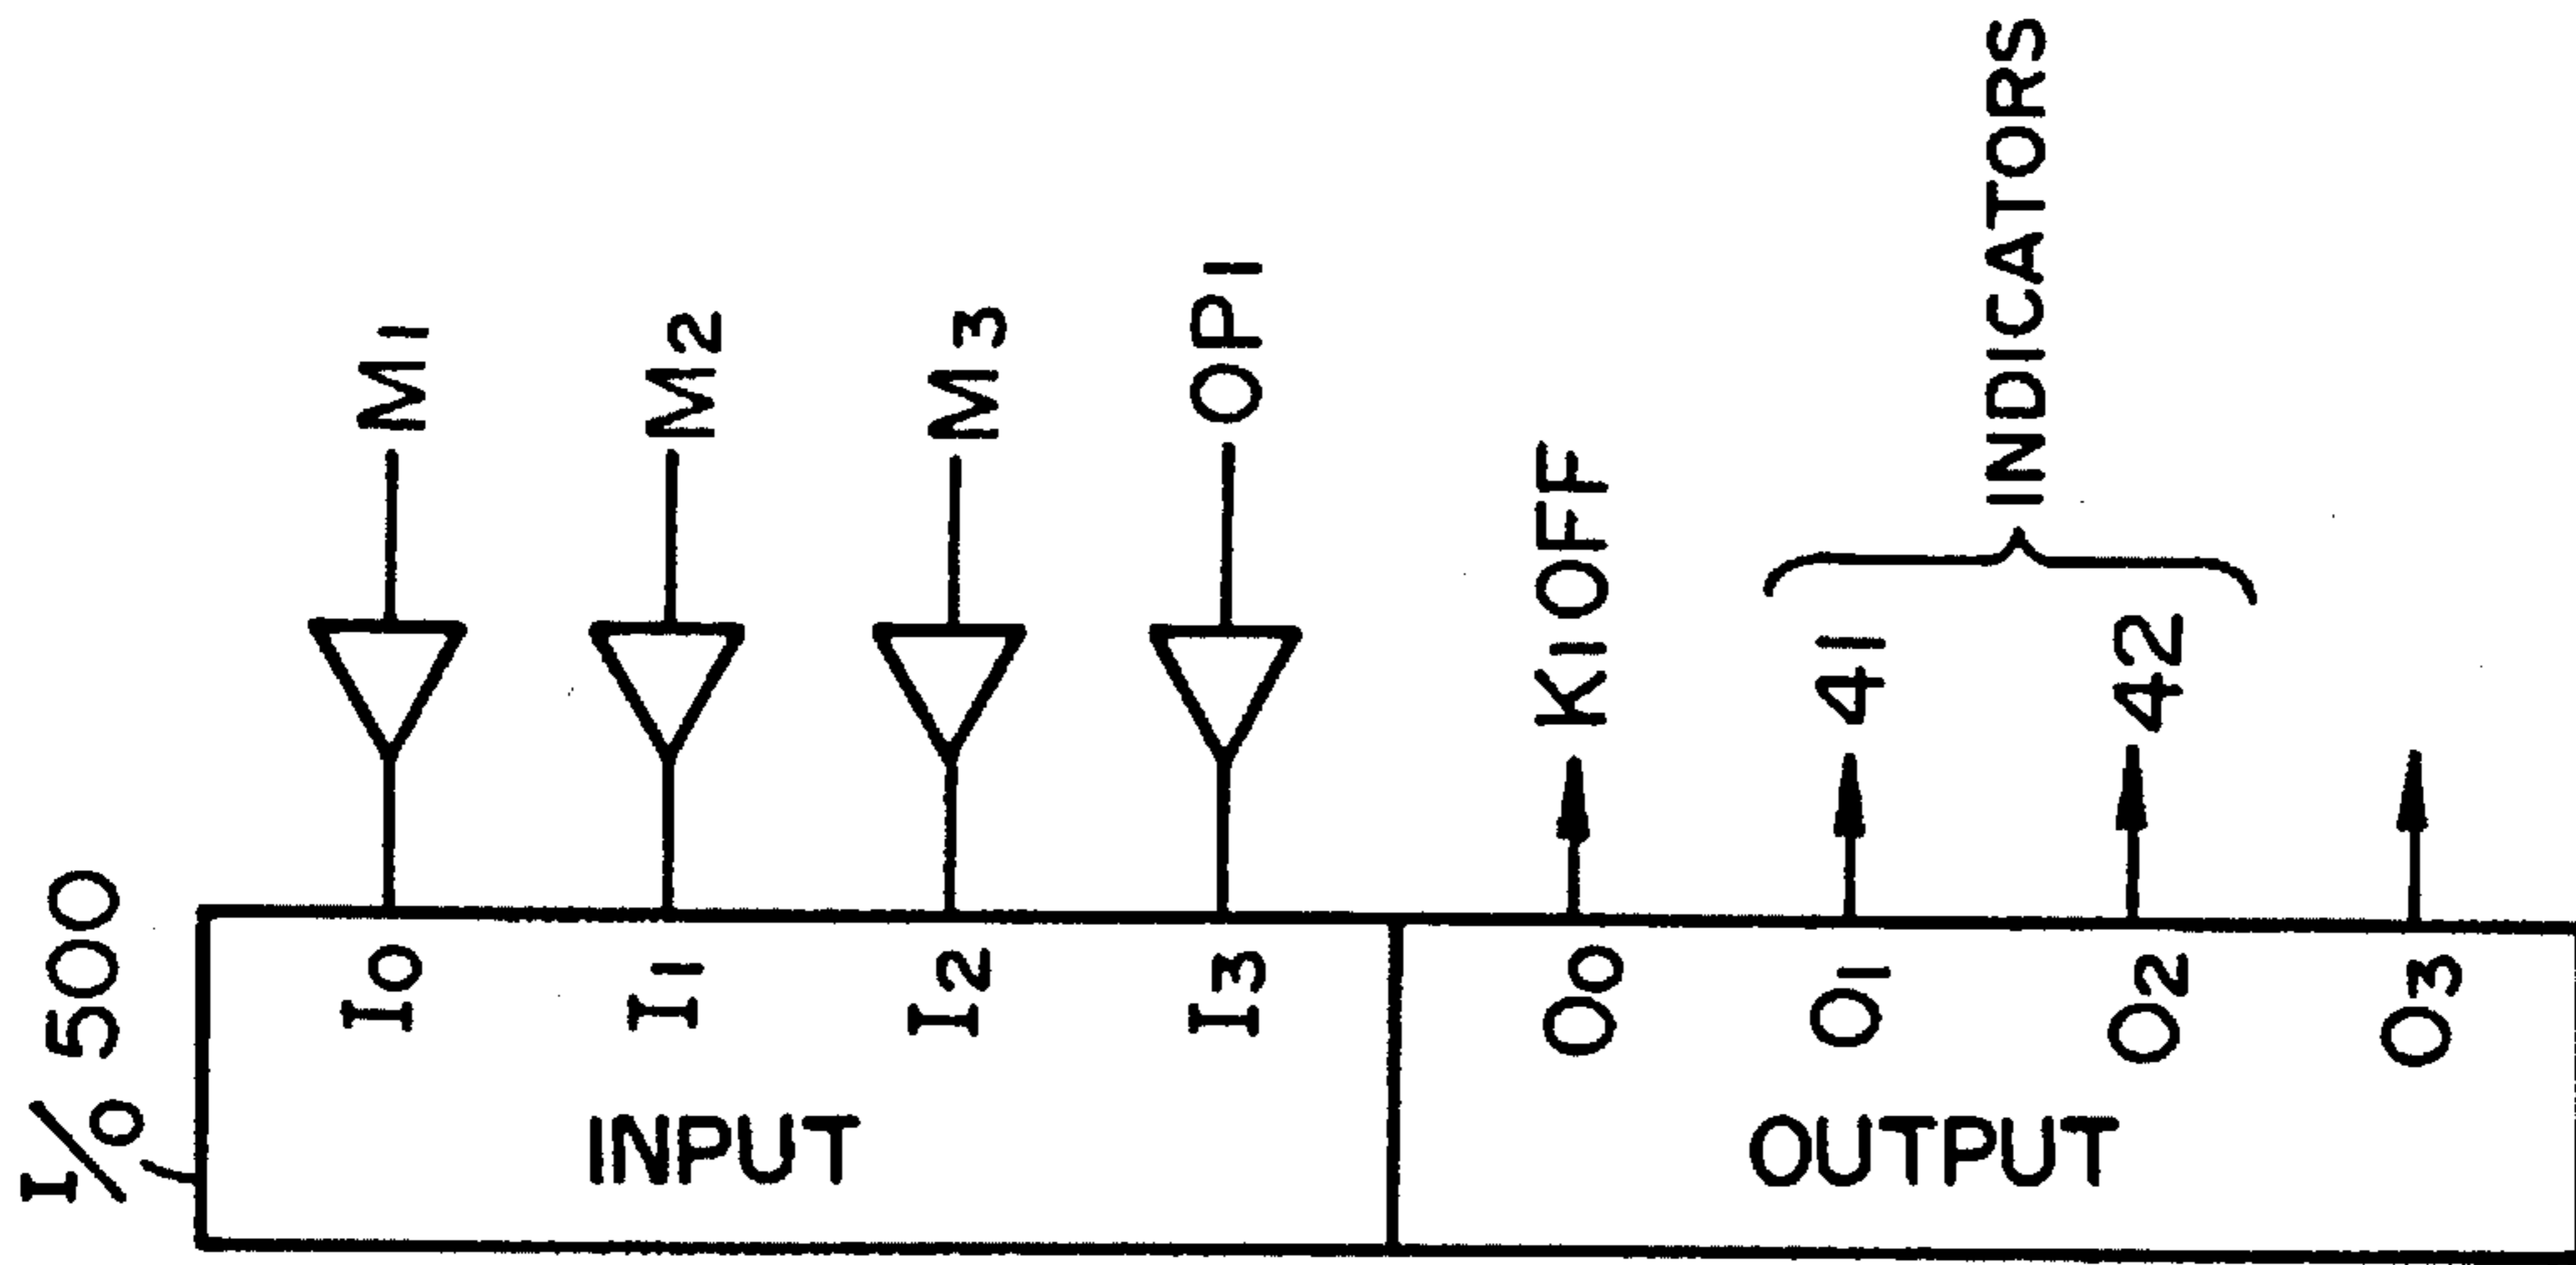 I/O 500
M1
M2
M3
OP1
K1OFF
41
42
INDICATORS
I0
I1
I2
I3
O0
O1
O2
O3
INPUT
OUTPUT